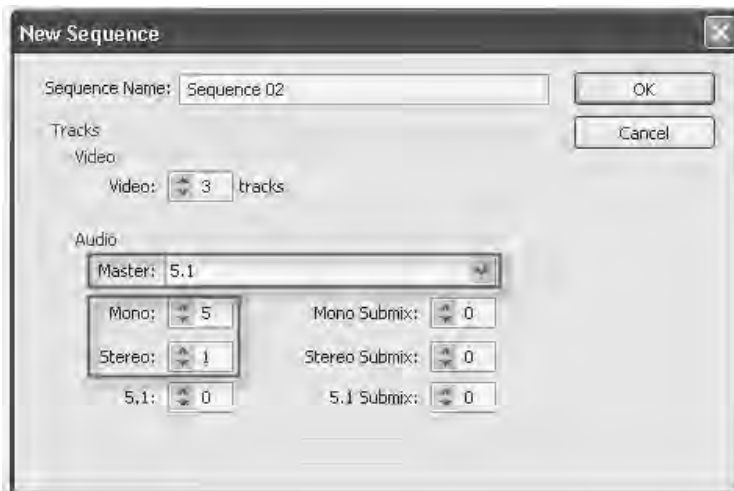 New Sequence
Sequence Name: Sequence 02
OK
Tracks
Cancel
Video
Video: 3 tracks
Audio
Master: 5.1
Mono: 5 Mono Submix: 0
Stereo: 1 Stereo Submix: 0
5.1: 0 5.1 Submix: 0